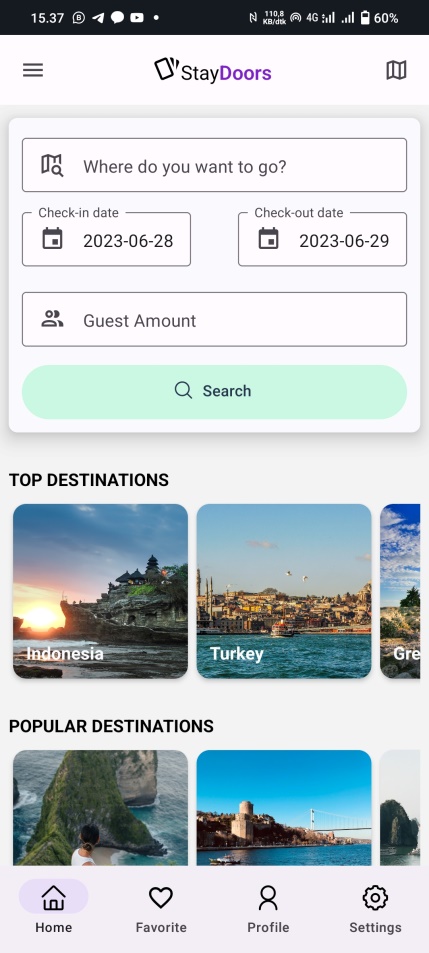 15.37
110,8
KB/dtk
4G
60%
StayDoors
Where do you want to go?
Check-in date
Check-out date
2023-06-28
2023-06-29
Guest Amount
Search
TOP DESTINATIONS
Indonesia
Turkey
Gre
POPULAR DESTINATIONS
Home
Favorite
Profile
Settings